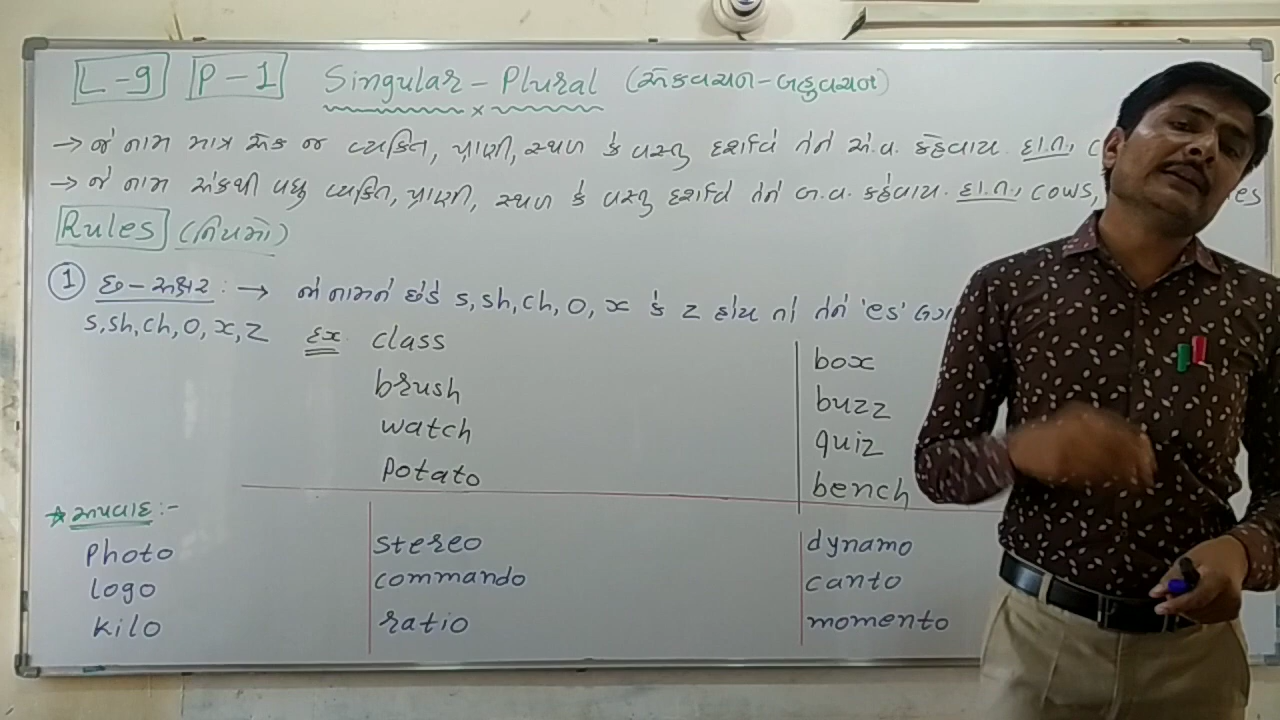 L-9 P-1 Singular - Plural (એકવચન-બહુવચન)
→ જે નામ માત્ર એક જ વ્યકિત, પ્રાણી, સ્થળ કે વસ્તુ દર્શાવે તેને એ.વ. કહેવાય. દા.ત.,
→ જે નામ એકથી વધુ વ્યકિત, પ્રાણી, સ્થળ કે વસ્તુ દર્શાવે તેને બ.વ. કહેવાય. દા.ત., cows,
Rules (નિયમો)
① છ-અક્ષર :→ જે નામને છેડે s, sh, ch, o, x કે z હોય તો તેને 'es'
s, sh, ch, o, x, z Ex class
brush
watch
potato
box
buzz
quiz
bench
★ અપવાદ :-
Photo
logo
kilo
stereo
commando
ratio
dynamo
canto
momento